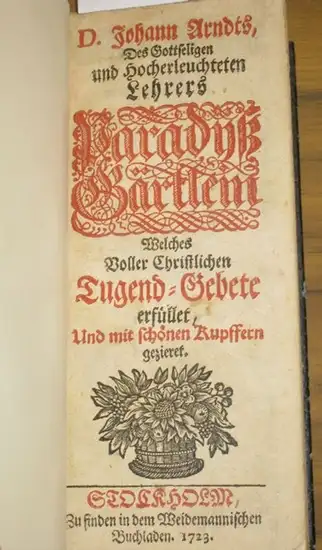 D. Johann Arndts,
Des Gottseligen
und Hocherleuchteten
Lehrers
Paradyß
Gärtlein
Welches
Voller Christlichen
Tugend-Gebete
erfüllet,
Und mit schönen Kupffern
gezieret.
STOCKHOLM,
Zu finden in dem Weidemannischen
Buchladen. 1723.